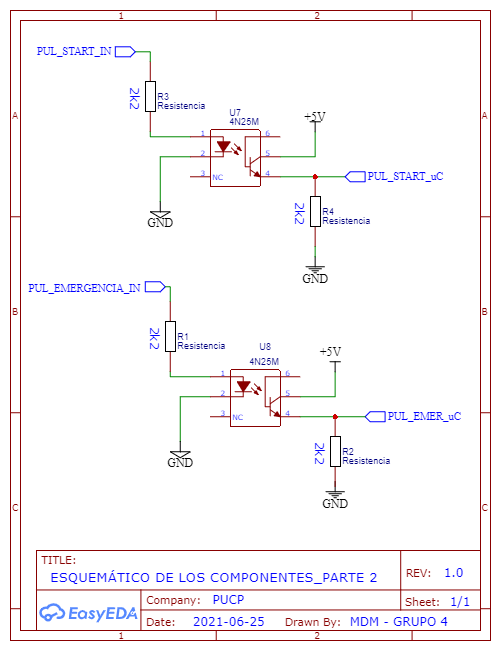 1
2
PUL_START_IN
2k2
R3
Resistencia
A
A
U7
4N25M
+5V
1
2
3
NC
6
5
4
PUL_START_uC
2k2
R4
Resistencia
GND
GND
PUL_EMERGENCIA_IN
B
B
2k2
R1
Resistencia
U8
4N25M
+5V
1
2
3
NC
6
5
4
PUL_EMER_uC
2k2
R2
Resistencia
GND
GND
C
C
TITLE:
ESQUEMÁTICO DE LOS COMPONENTES_PARTE 2
REV: 1.0
EasyEDA
Company: PUCP
Sheet: 1/1
Date: 2021-06-25 Drawn By: MDM - GRUPO 4
1
2